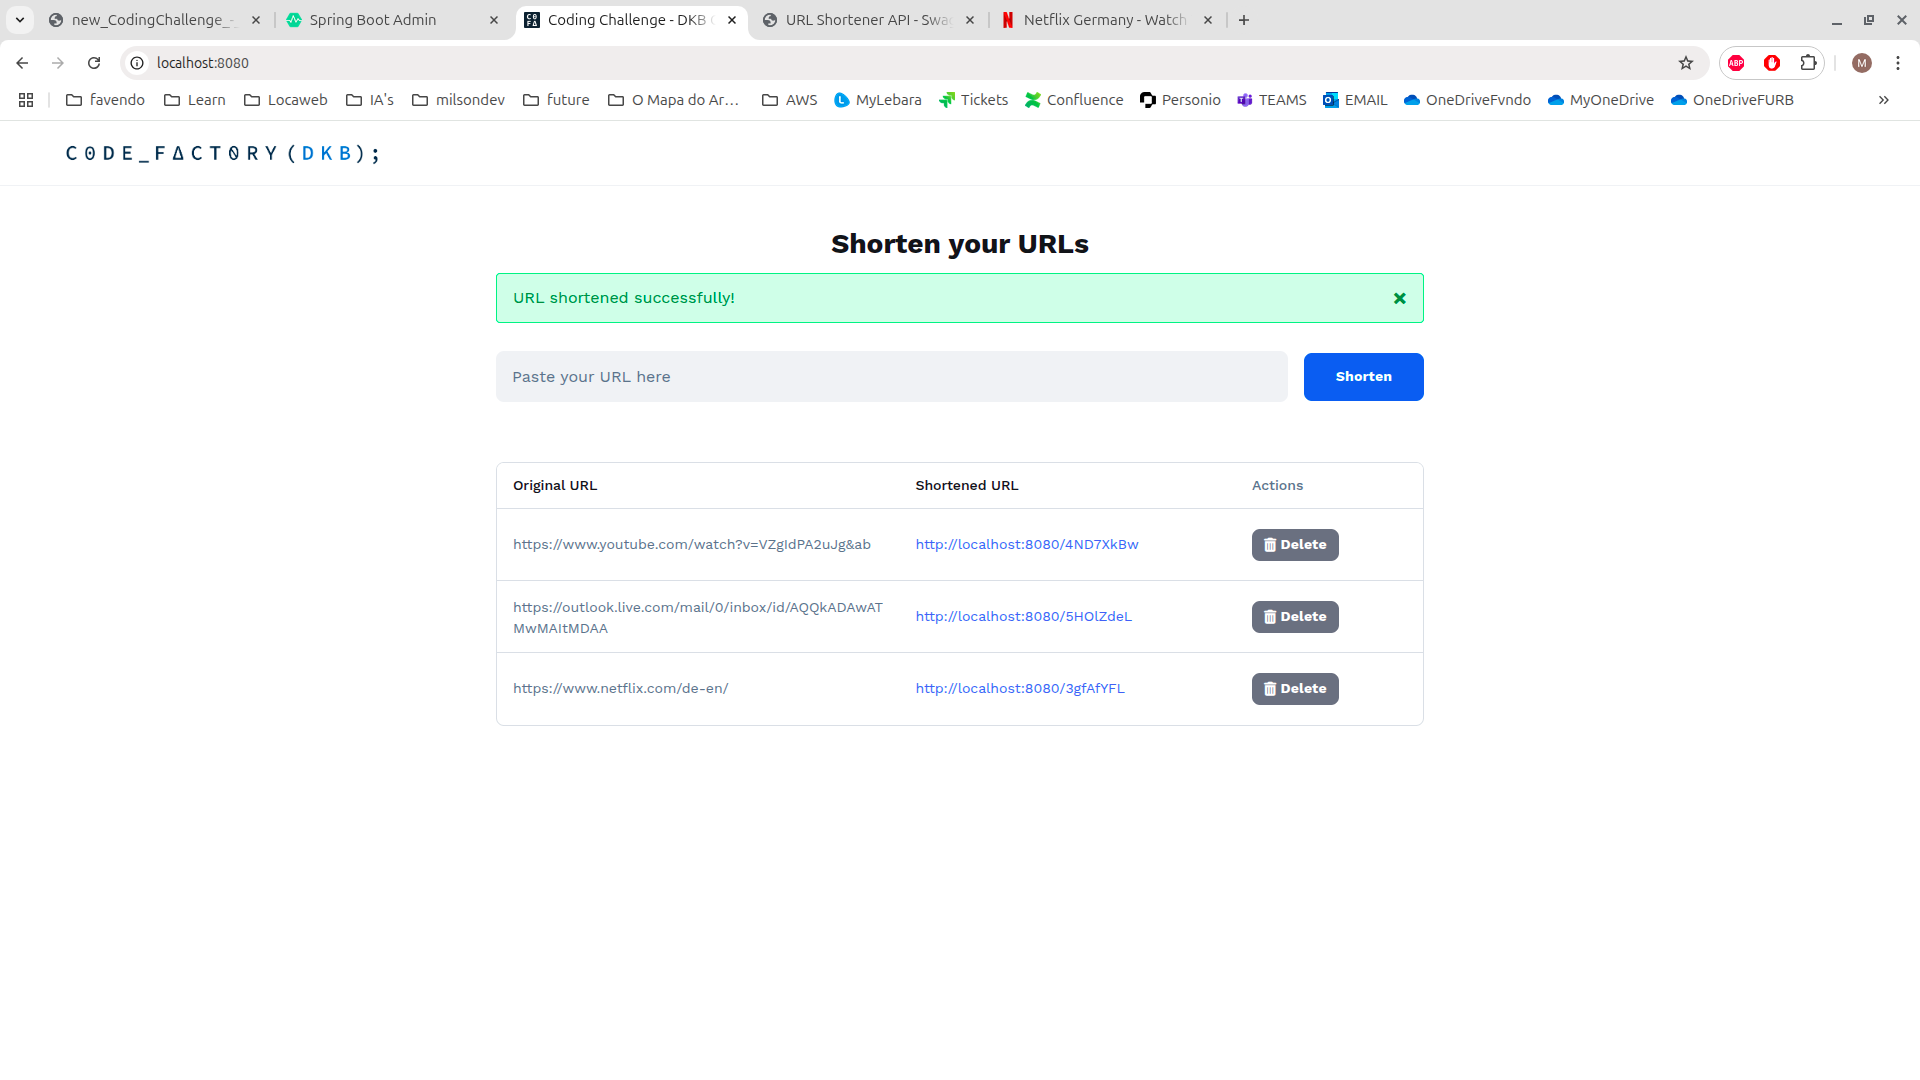 new_CodingChallenge_-
Spring Boot Admin
Coding Challenge - DKB
URL Shortener API - Swa
Netflix Germany - Watch
localhost:8080
ABP
M
favendo
Learn
Locaweb
IA's
milsondev
future
O Mapa do Ar...
AWS
MyLebara
Tickets
Confluence
Personio
TEAMS
EMAIL
OneDriveFvndo
MyOneDrive
OneDriveFURB
C0DE_FΔCT0RY(DKB);
Shorten your URLs
URL shortened successfully!
Paste your URL here
Shorten
Original URL
Shortened URL
Actions
https://www.youtube.com/watch?v=VZgIdPA2uJg&ab
http://localhost:8080/4ND7XkBw
Delete
https://outlook.live.com/mail/0/inbox/id/AQQkADAwAT
MwMAItMDAA
http://localhost:8080/5HOlZdeL
Delete
https://www.netflix.com/de-en/
http://localhost:8080/3gfAfYFL
Delete